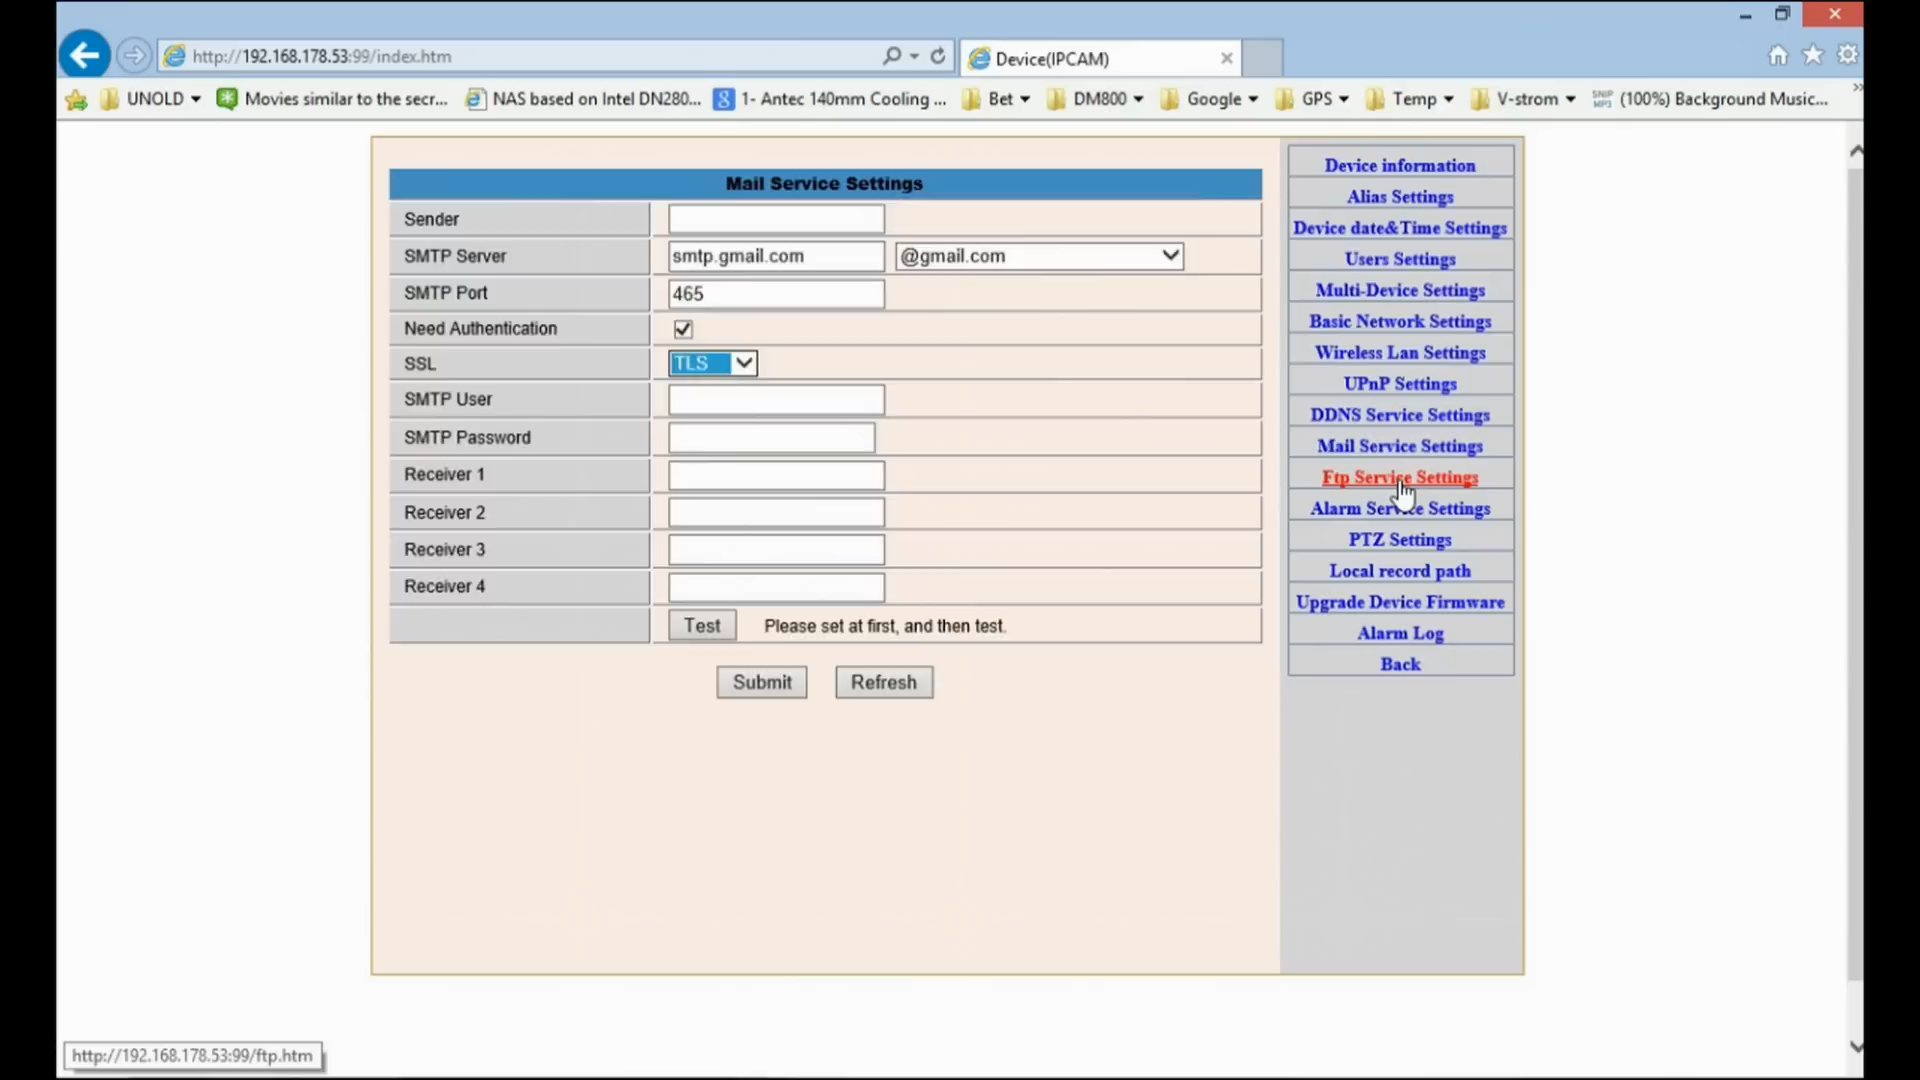 http://192.168.178.53:99/index.htm
Device(IPCAM)
UNOLD
Movies similar to the secr...
NAS based on Intel DN280...
8
1- Antec 140mm Cooling ...
Bet
DM800
Google
GPS
Temp
V-strom
SNIP MP3
(100%) Background Music...
Mail Service Settings
Sender
SMTP Server smtp.gmail.com @gmail.com
SMTP Port 465
Need Authentication
SSL TLS
SMTP User
SMTP Password
Receiver 1
Receiver 2
Receiver 3
Receiver 4
Test Please set at first, and then test.
Submit Refresh
Device information
Alias Settings
Device date&Time Settings
Users Settings
Multi-Device Settings
Basic Network Settings
Wireless Lan Settings
UPnP Settings
DDNS Service Settings
Mail Service Settings
Ftp Service Settings
Alarm Service Settings
PTZ Settings
Local record path
Upgrade Device Firmware
Alarm Log
Back
http://192.168.178.53:99/ftp.htm